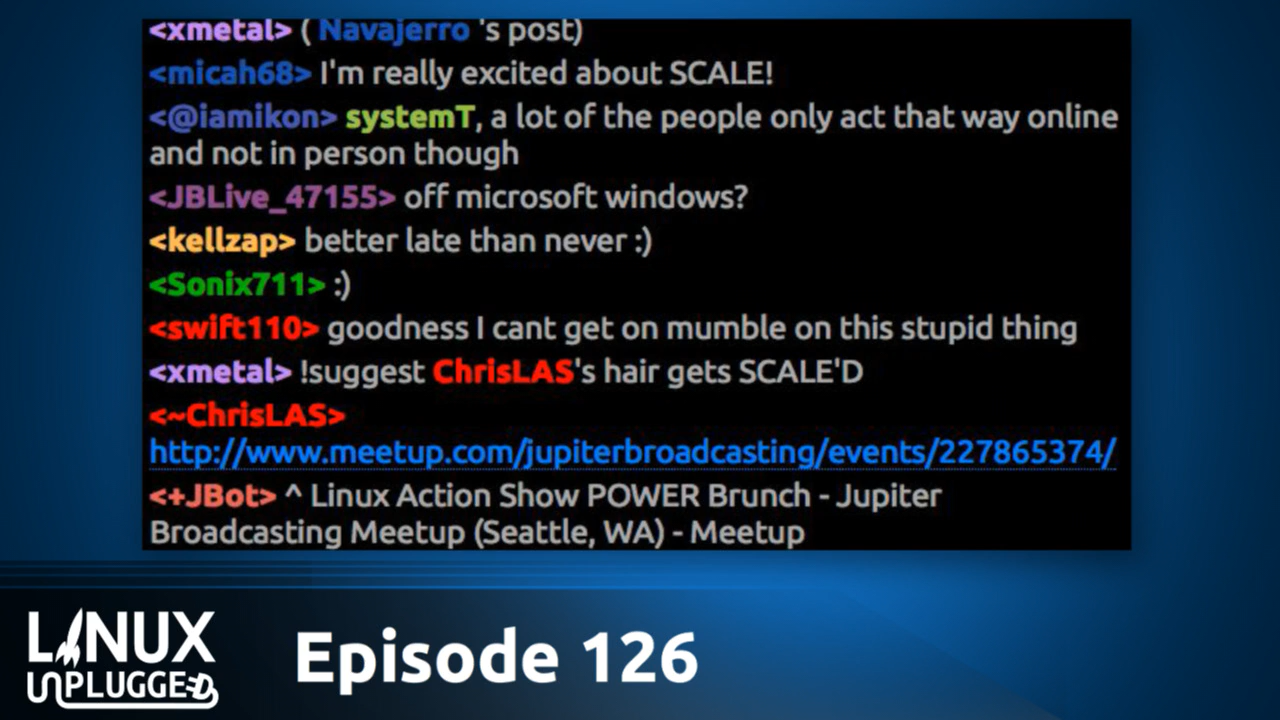 <xmetal> ( Navajerro 's post)
<micah68> I'm really excited about SCALE!
<@iamikon> systemT, a lot of the people only act that way online
and not in person though
<JBLive_47155> off microsoft windows?
<kellzap> better late than never :)
<Sonix711> :)
<swift110> goodness I cant get on mumble on this stupid thing
<xmetal> !suggest ChrisLAS's hair gets SCALE'D
<~ChrisLAS>
http://www.meetup.com/jupiterbroadcasting/events/227865374/
<+JBot> ^ Linux Action Show POWER Brunch - Jupiter
Broadcasting Meetup (Seattle, WA) - Meetup
LINUX
UNPLUGGED
Episode 126